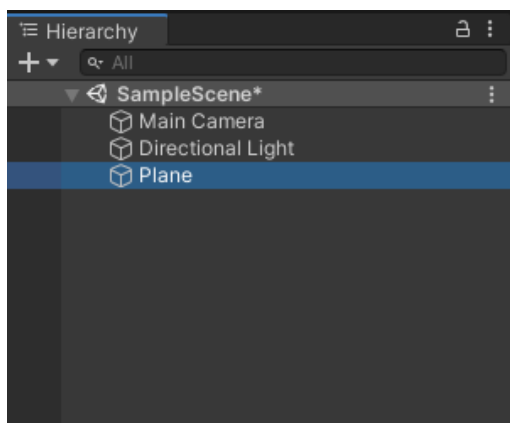 Hierarchy
All
SampleScene*
Main Camera
Directional Light
Plane